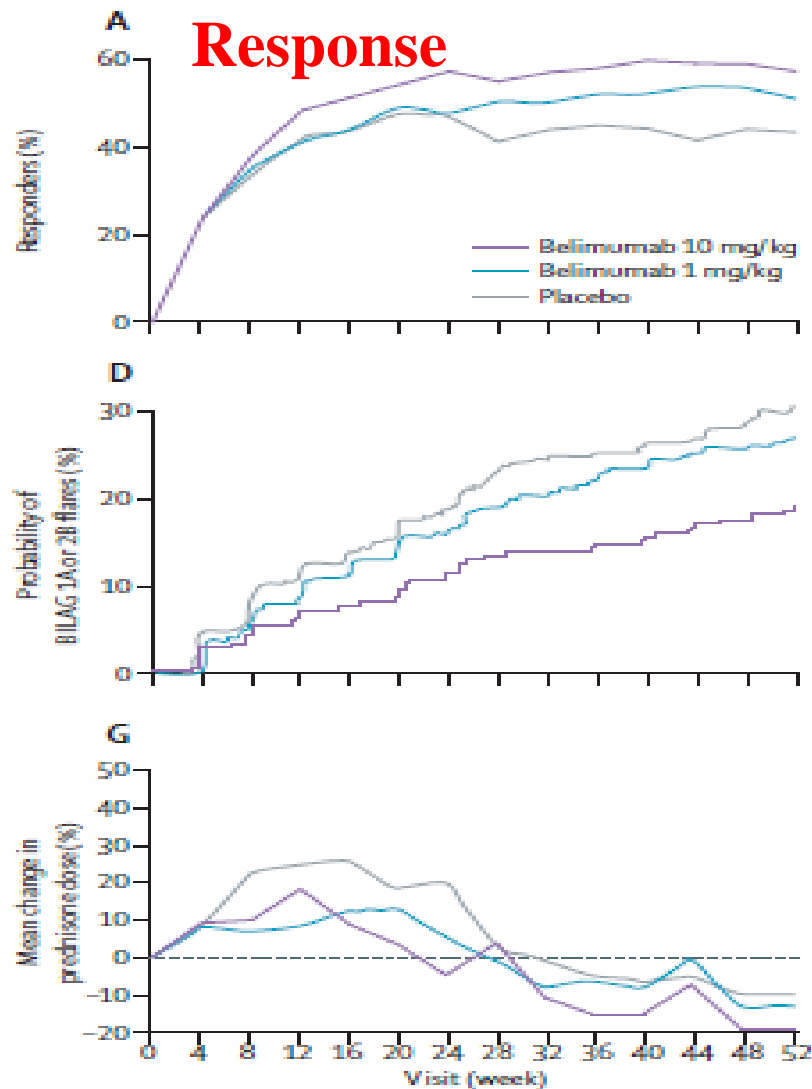 A
Response
60
40
20
0
Responders (%)
Belimumab 10 mg/kg
Belimumab 1 mg/kg
Placebo
D
30
20
10
0
Probability of
BILAG 1A or 2B flares (%)
G
50
40
30
20
10
0
−10
−20
Mean change in
prednisone dose (%)
0 4 8 12 16 20 24 28 32 36 40 44 48 52
Visit (week)